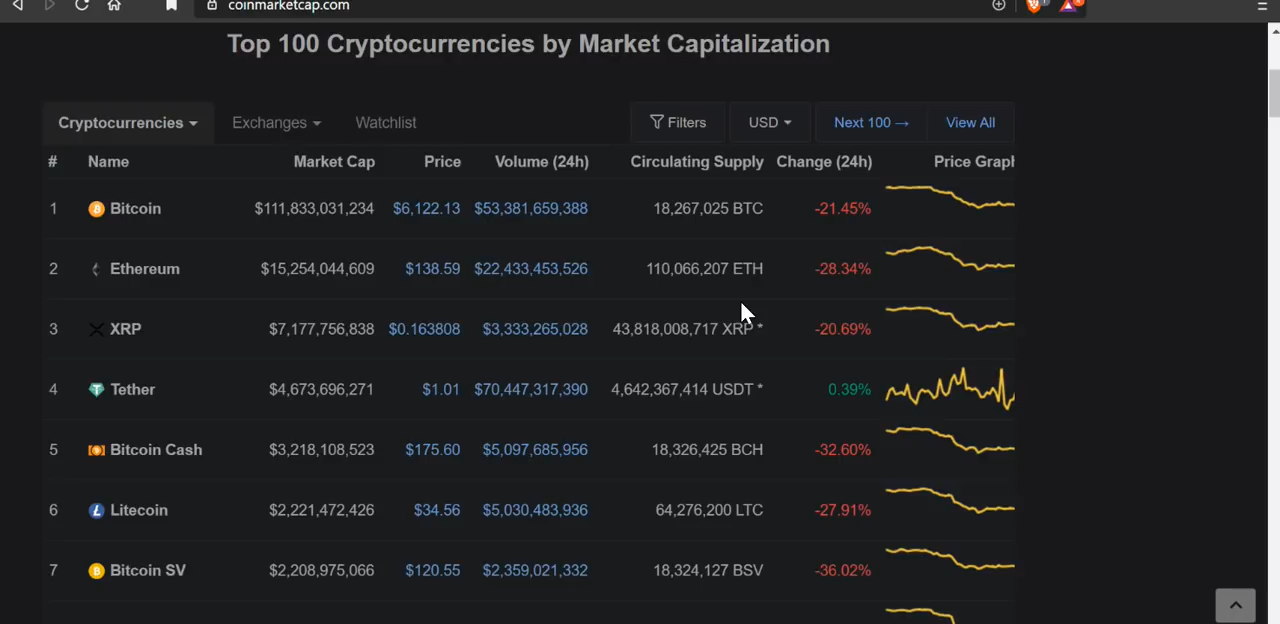 coinmarketcap.com
Top 100 Cryptocurrencies by Market Capitalization
Cryptocurrencies Exchanges Watchlist Filters USD Next 100 → View All
# Name Market Cap Price Volume (24h) Circulating Supply Change (24h) Price Graph
1 Bitcoin $111,833,031,234 $6,122.13 $53,381,659,388 18,267,025 BTC -21.45%
2 Ethereum $15,254,044,609 $138.59 $22,433,453,526 110,066,207 ETH -28.34%
3 XRP $7,177,756,838 $0.163808 $3,333,265,028 43,818,008,717 XRP * -20.69%
4 Tether $4,673,696,271 $1.01 $70,447,317,390 4,642,367,414 USDT * 0.39%
5 Bitcoin Cash $3,218,108,523 $175.60 $5,097,685,956 18,326,425 BCH -32.60%
6 Litecoin $2,221,472,426 $34.56 $5,030,483,936 64,276,200 LTC -27.91%
7 Bitcoin SV $2,208,975,066 $120.55 $2,359,021,332 18,324,127 BSV -36.02%